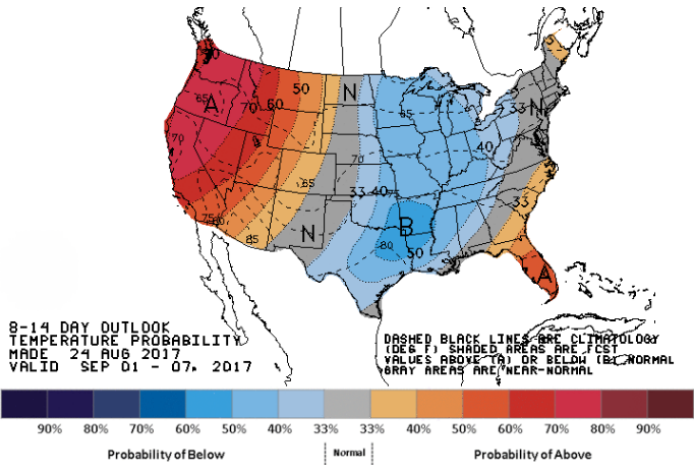 50
N
65
A
70
60
65
33
N
70
40
70
65
33
40
33
75
80
B
85
N
80
50
A
8-14 DAY OUTLOOK
TEMPERATURE PROBABILITY
MADE 24 AUG 2017
VALID SEP 01 - 07, 2017
DASHED BLACK LINES ARE CLIMATOLOGY
(DEG F) SHADED AREAS ARE FCST
VALUES ABOVE (A) OR BELOW (B) NORMAL
GRAY AREAS ARE NEAR-NORMAL
90% 80% 70% 60% 50% 40% 33% 33% 40% 50% 60% 70% 80% 90%
Probability of Below Normal Probability of Above